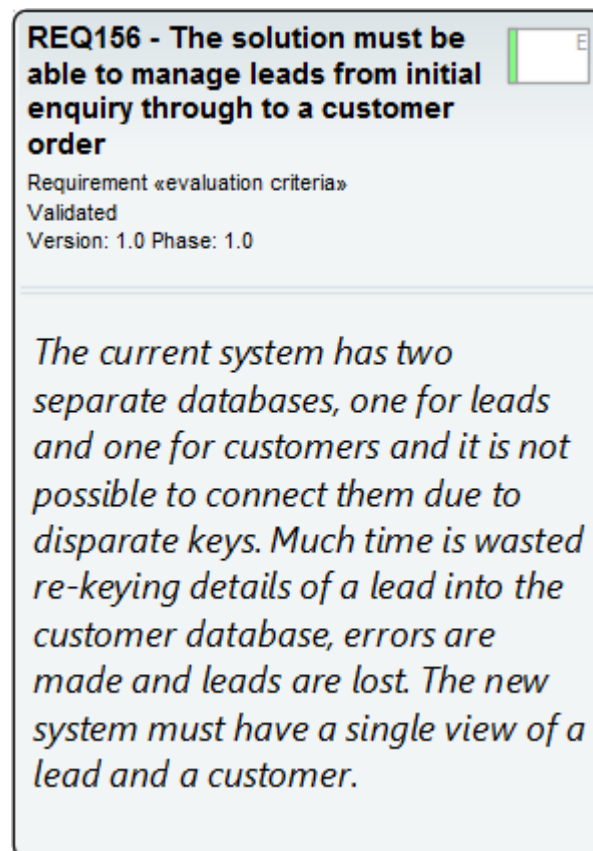 REQ156 - The solution must be
able to manage leads from initial
enquiry through to a customer
order
E
Requirement «evaluation criteria»
Validated
Version: 1.0 Phase: 1.0
The current system has two
separate databases, one for leads
and one for customers and it is not
possible to connect them due to
disparate keys. Much time is wasted
re-keying details of a lead into the
customer database, errors are
made and leads are lost. The new
system must have a single view of a
lead and a customer.